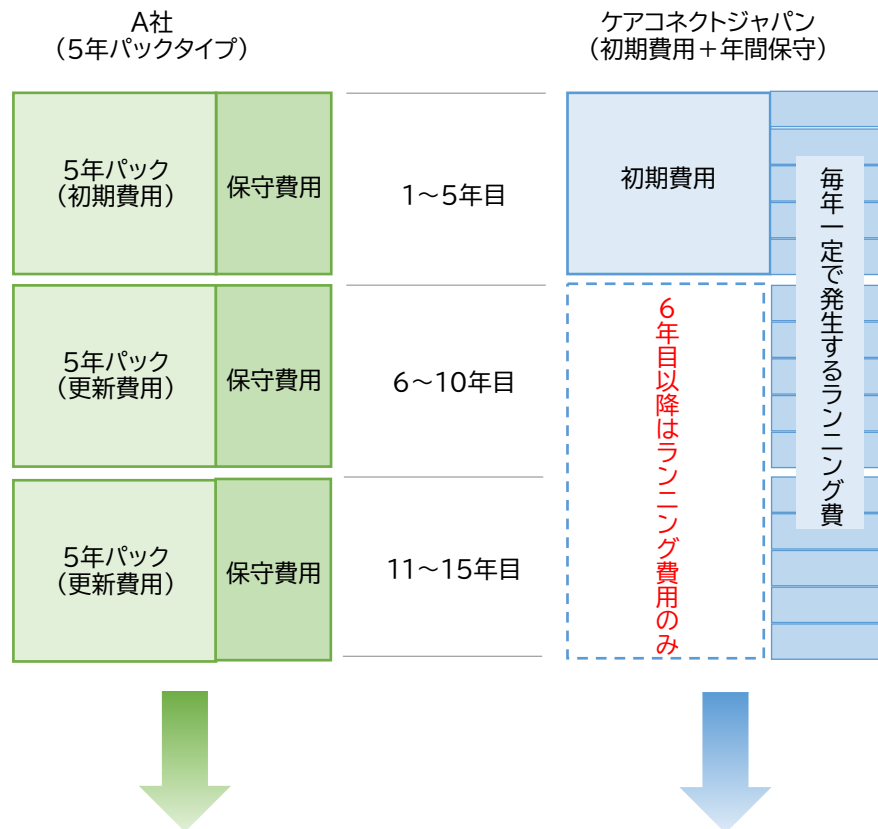 A社
（5年パックタイプ）
ケアコネクトジャパン
（初期費用＋年間保守）
5年パック
（初期費用）
保守費用
1～5年目
初期費用
毎年一定で発生するランニング費
5年パック
（更新費用）
保守費用
6～10年目
6年目以降はランニング費用のみ
5年パック
（更新費用）
保守費用
11～15年目